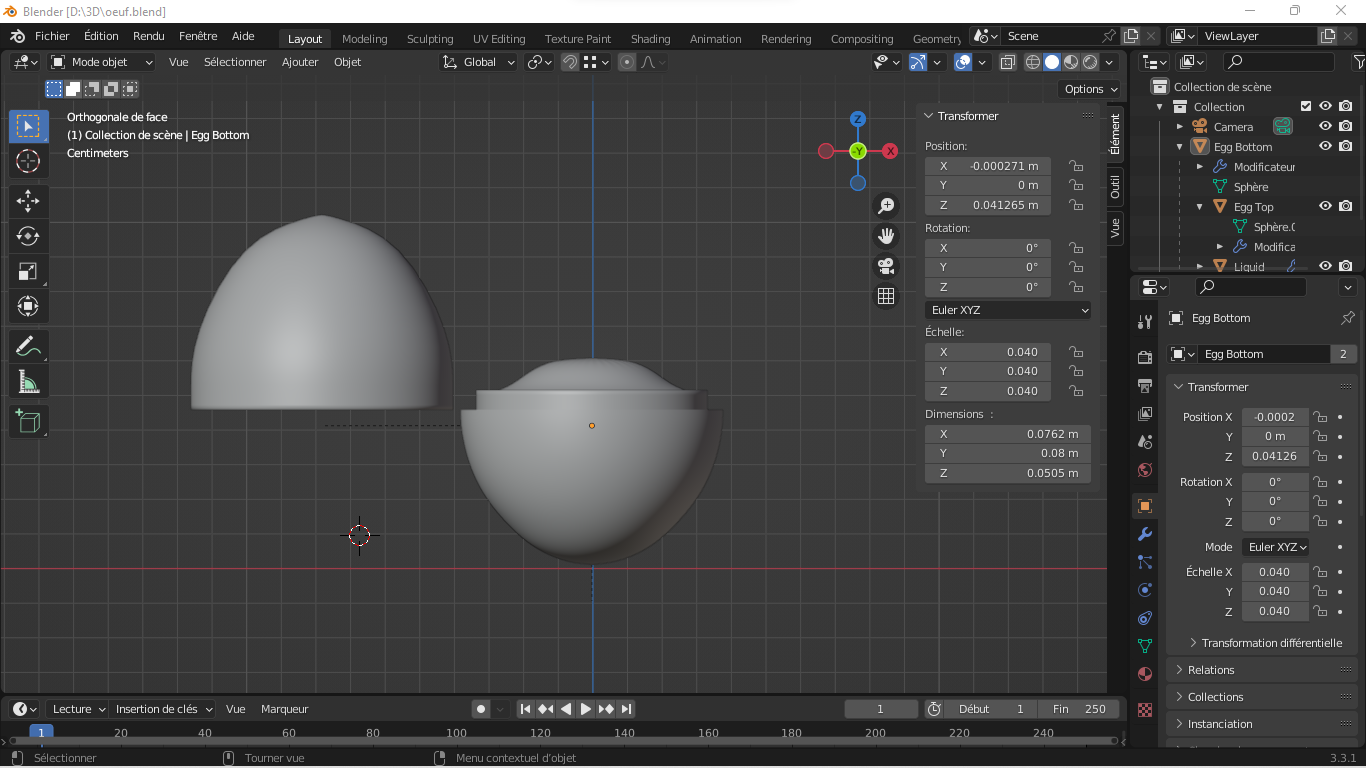 Blender [D:\3D\oeuf.blend]
Fichier Édition Rendu Fenêtre Aide Layout Modeling Sculpting UV Editing Texture Paint Shading Animation Rendering Compositing Geometry Scene ViewLayer
Mode objet Vue Sélectionner Ajouter Objet Global
Options
Orthogonale de face
(1) Collection de scène | Egg Bottom
Centimeters
Z
-Y
X
Transformer
Position:
X -0.000271 m
Y 0 m
Z 0.041265 m
Rotation:
X 0°
Y 0°
Z 0°
Euler XYZ
Échelle:
X 0.040
Y 0.040
Z 0.040
Dimensions :
X 0.0762 m
Y 0.08 m
Z 0.0505 m
Élément
Outil
Vue
Collection de scène
Collection
Camera
Egg Bottom
Modificateur
Sphère
Egg Top
Sphère.0
Modifica
Liquid
Egg Bottom
Egg Bottom 2
Transformer
Position X -0.0002
Y 0 m
Z 0.04126
Rotation X 0°
Y 0°
Z 0°
Mode Euler XYZ
Échelle X 0.040
Y 0.040
Z 0.040
Transformation différentielle
Relations
Collections
Instanciation
Lecture Insertion de clés Vue Marqueur 1 Début 1 Fin 250
1 20 40 60 80 100 120 140 160 180 200 220 240
Sélectionner Tourner vue Menu contextuel d'objet 3.3.1